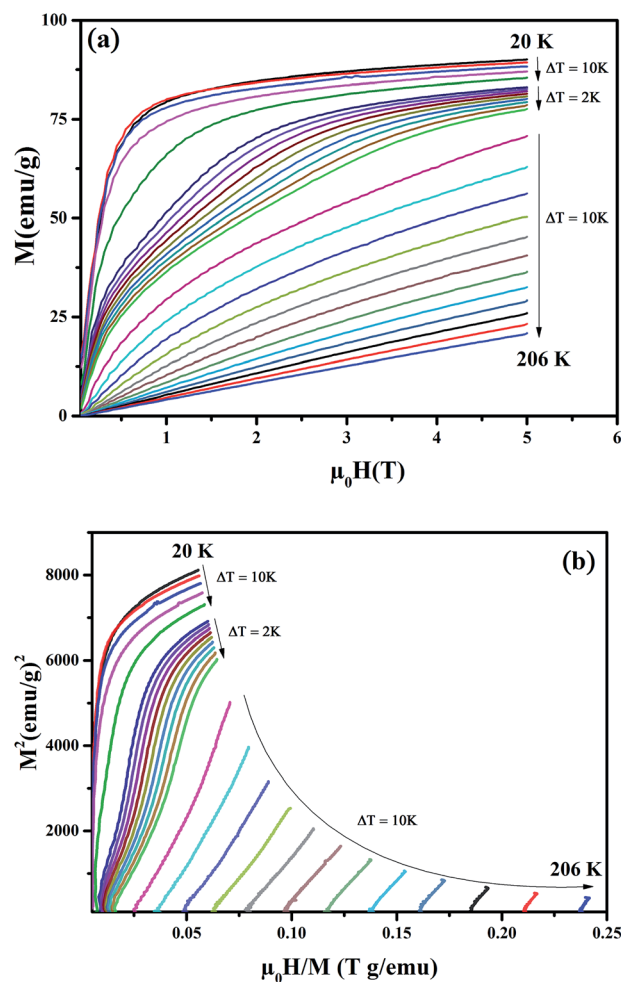 (a)
100
75
50
25
0
M(emu/g)
20 K
ΔT = 10K
ΔT = 2K
ΔT = 10K
206 K
1 2 3 4 5 6
μ₀H(T)
(b)
8000
6000
4000
2000
M²(emu/g)²
20 K
ΔT = 10K
ΔT = 2K
ΔT = 10K
206 K
0.05 0.10 0.15 0.20 0.25
μ₀H/M (T g/emu)